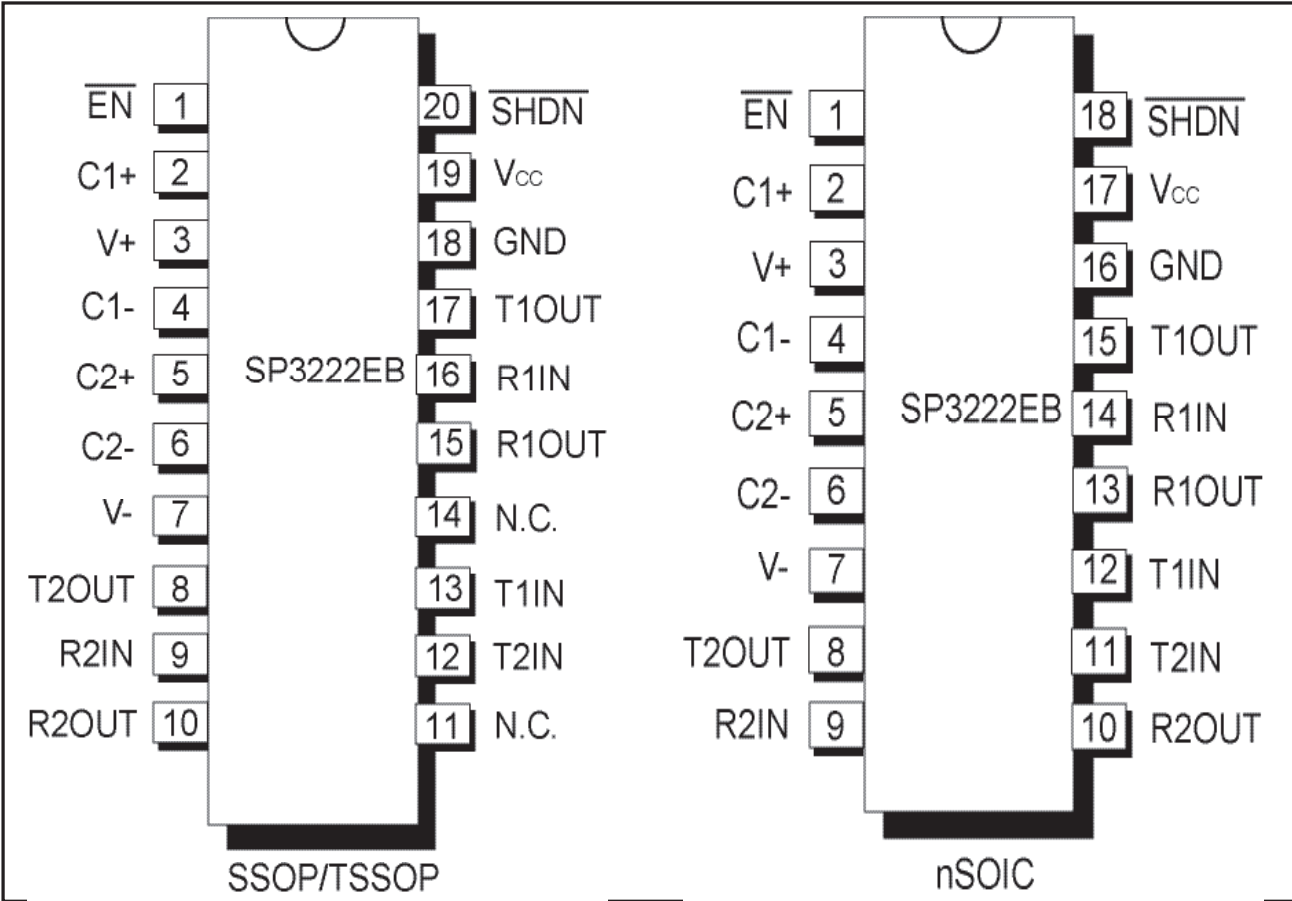 EN 1
C1+ 2
V+ 3
C1- 4
C2+ 5
C2- 6
V- 7
T2OUT 8
R2IN 9
R2OUT 10
SP3222EB
20 SHDN
19 Vcc
18 GND
17 T1OUT
16 R1IN
15 R1OUT
14 N.C.
13 T1IN
12 T2IN
11 N.C.
SSOP/TSSOP
EN 1
C1+ 2
V+ 3
C1- 4
C2+ 5
C2- 6
V- 7
T2OUT 8
R2IN 9
SP3222EB
18 SHDN
17 Vcc
16 GND
15 T1OUT
14 R1IN
13 R1OUT
12 T1IN
11 T2IN
10 R2OUT
nSOIC